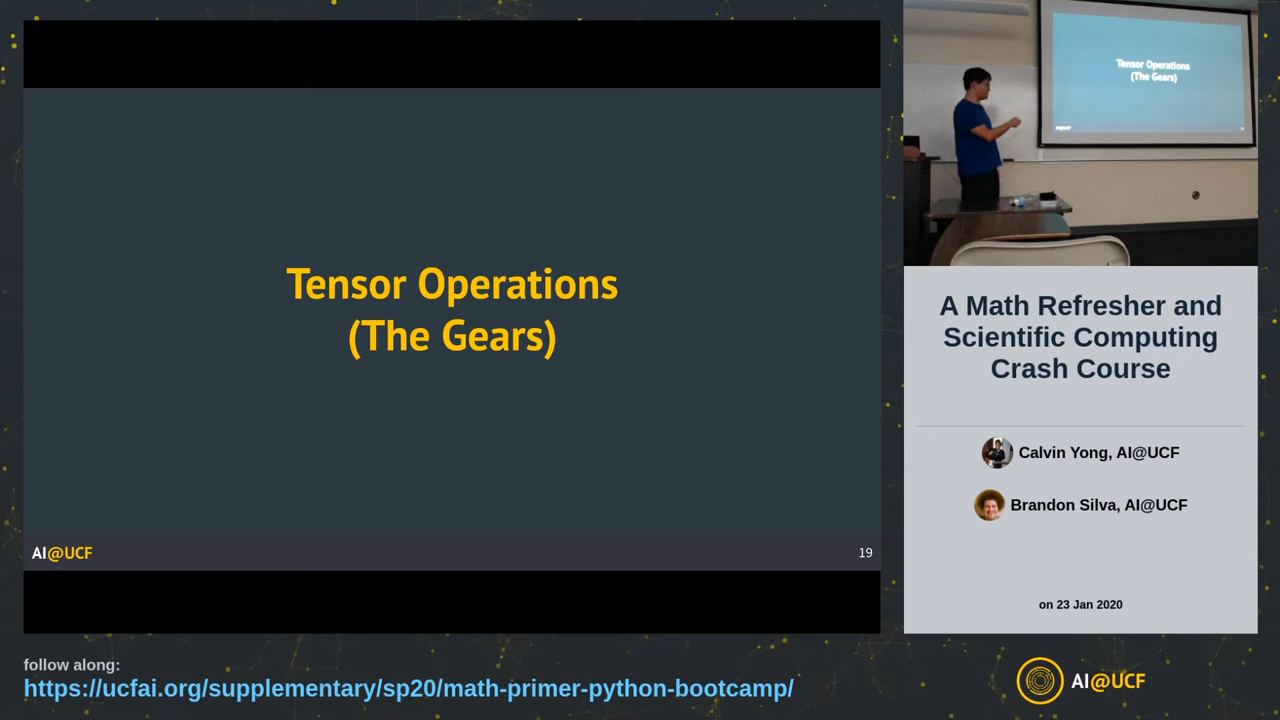 Tensor Operations
(The Gears)
AI@UCF
19
Tensor Operations
(The Gears)
A Math Refresher and
Scientific Computing
Crash Course
Calvin Yong, AI@UCF
Brandon Silva, AI@UCF
on 23 Jan 2020
follow along:
https://ucfai.org/supplementary/sp20/math-primer-python-bootcamp/
AI@UCF